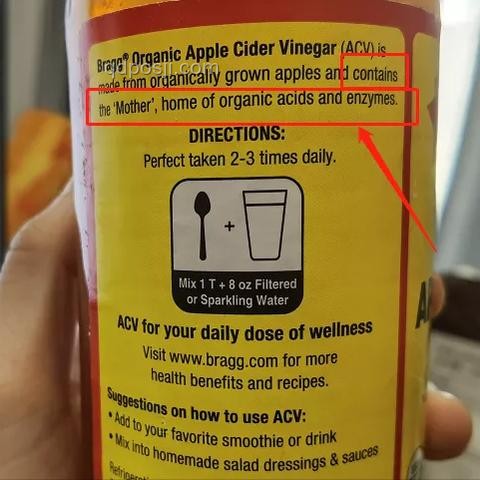 Bragg® Organic Apple Cider Vinegar (ACV) is
made from organically grown apples and contains
the 'Mother', home of organic acids and enzymes.
DIRECTIONS:
Perfect taken 2-3 times daily.
+
Mix 1 T + 8 oz Filtered
or Sparkling Water
ACV for your daily dose of wellness
Visit www.bragg.com for more
health benefits and recipes.
Suggestions on how to use ACV:
• Add to your favorite smoothie or drink
• Mix into homemade salad dressings & sauces